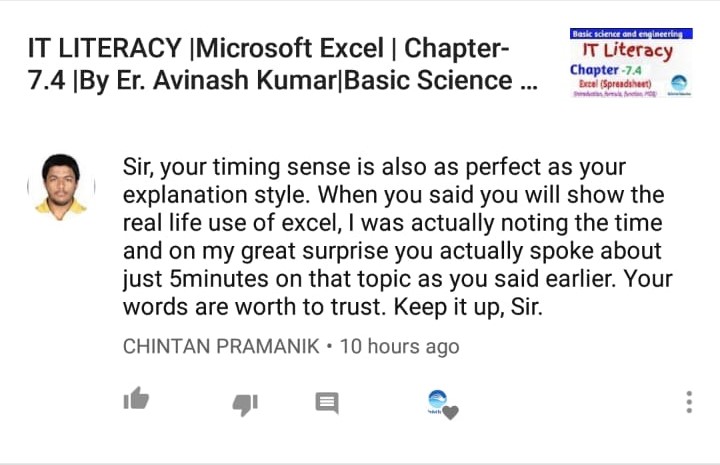 IT LITERACY |Microsoft Excel | Chapter-
7.4 |By Er. Avinash Kumar|Basic Science ...
Basic science and engineering
IT Literacy
Chapter -7.4
Excel (Spreadsheet)
Sir, your timing sense is also as perfect as your
explanation style. When you said you will show the
real life use of excel, I was actually noting the time
and on my great surprise you actually spoke about
just 5minutes on that topic as you said earlier. Your
words are worth to trust. Keep it up, Sir.
CHINTAN PRAMANIK • 10 hours ago